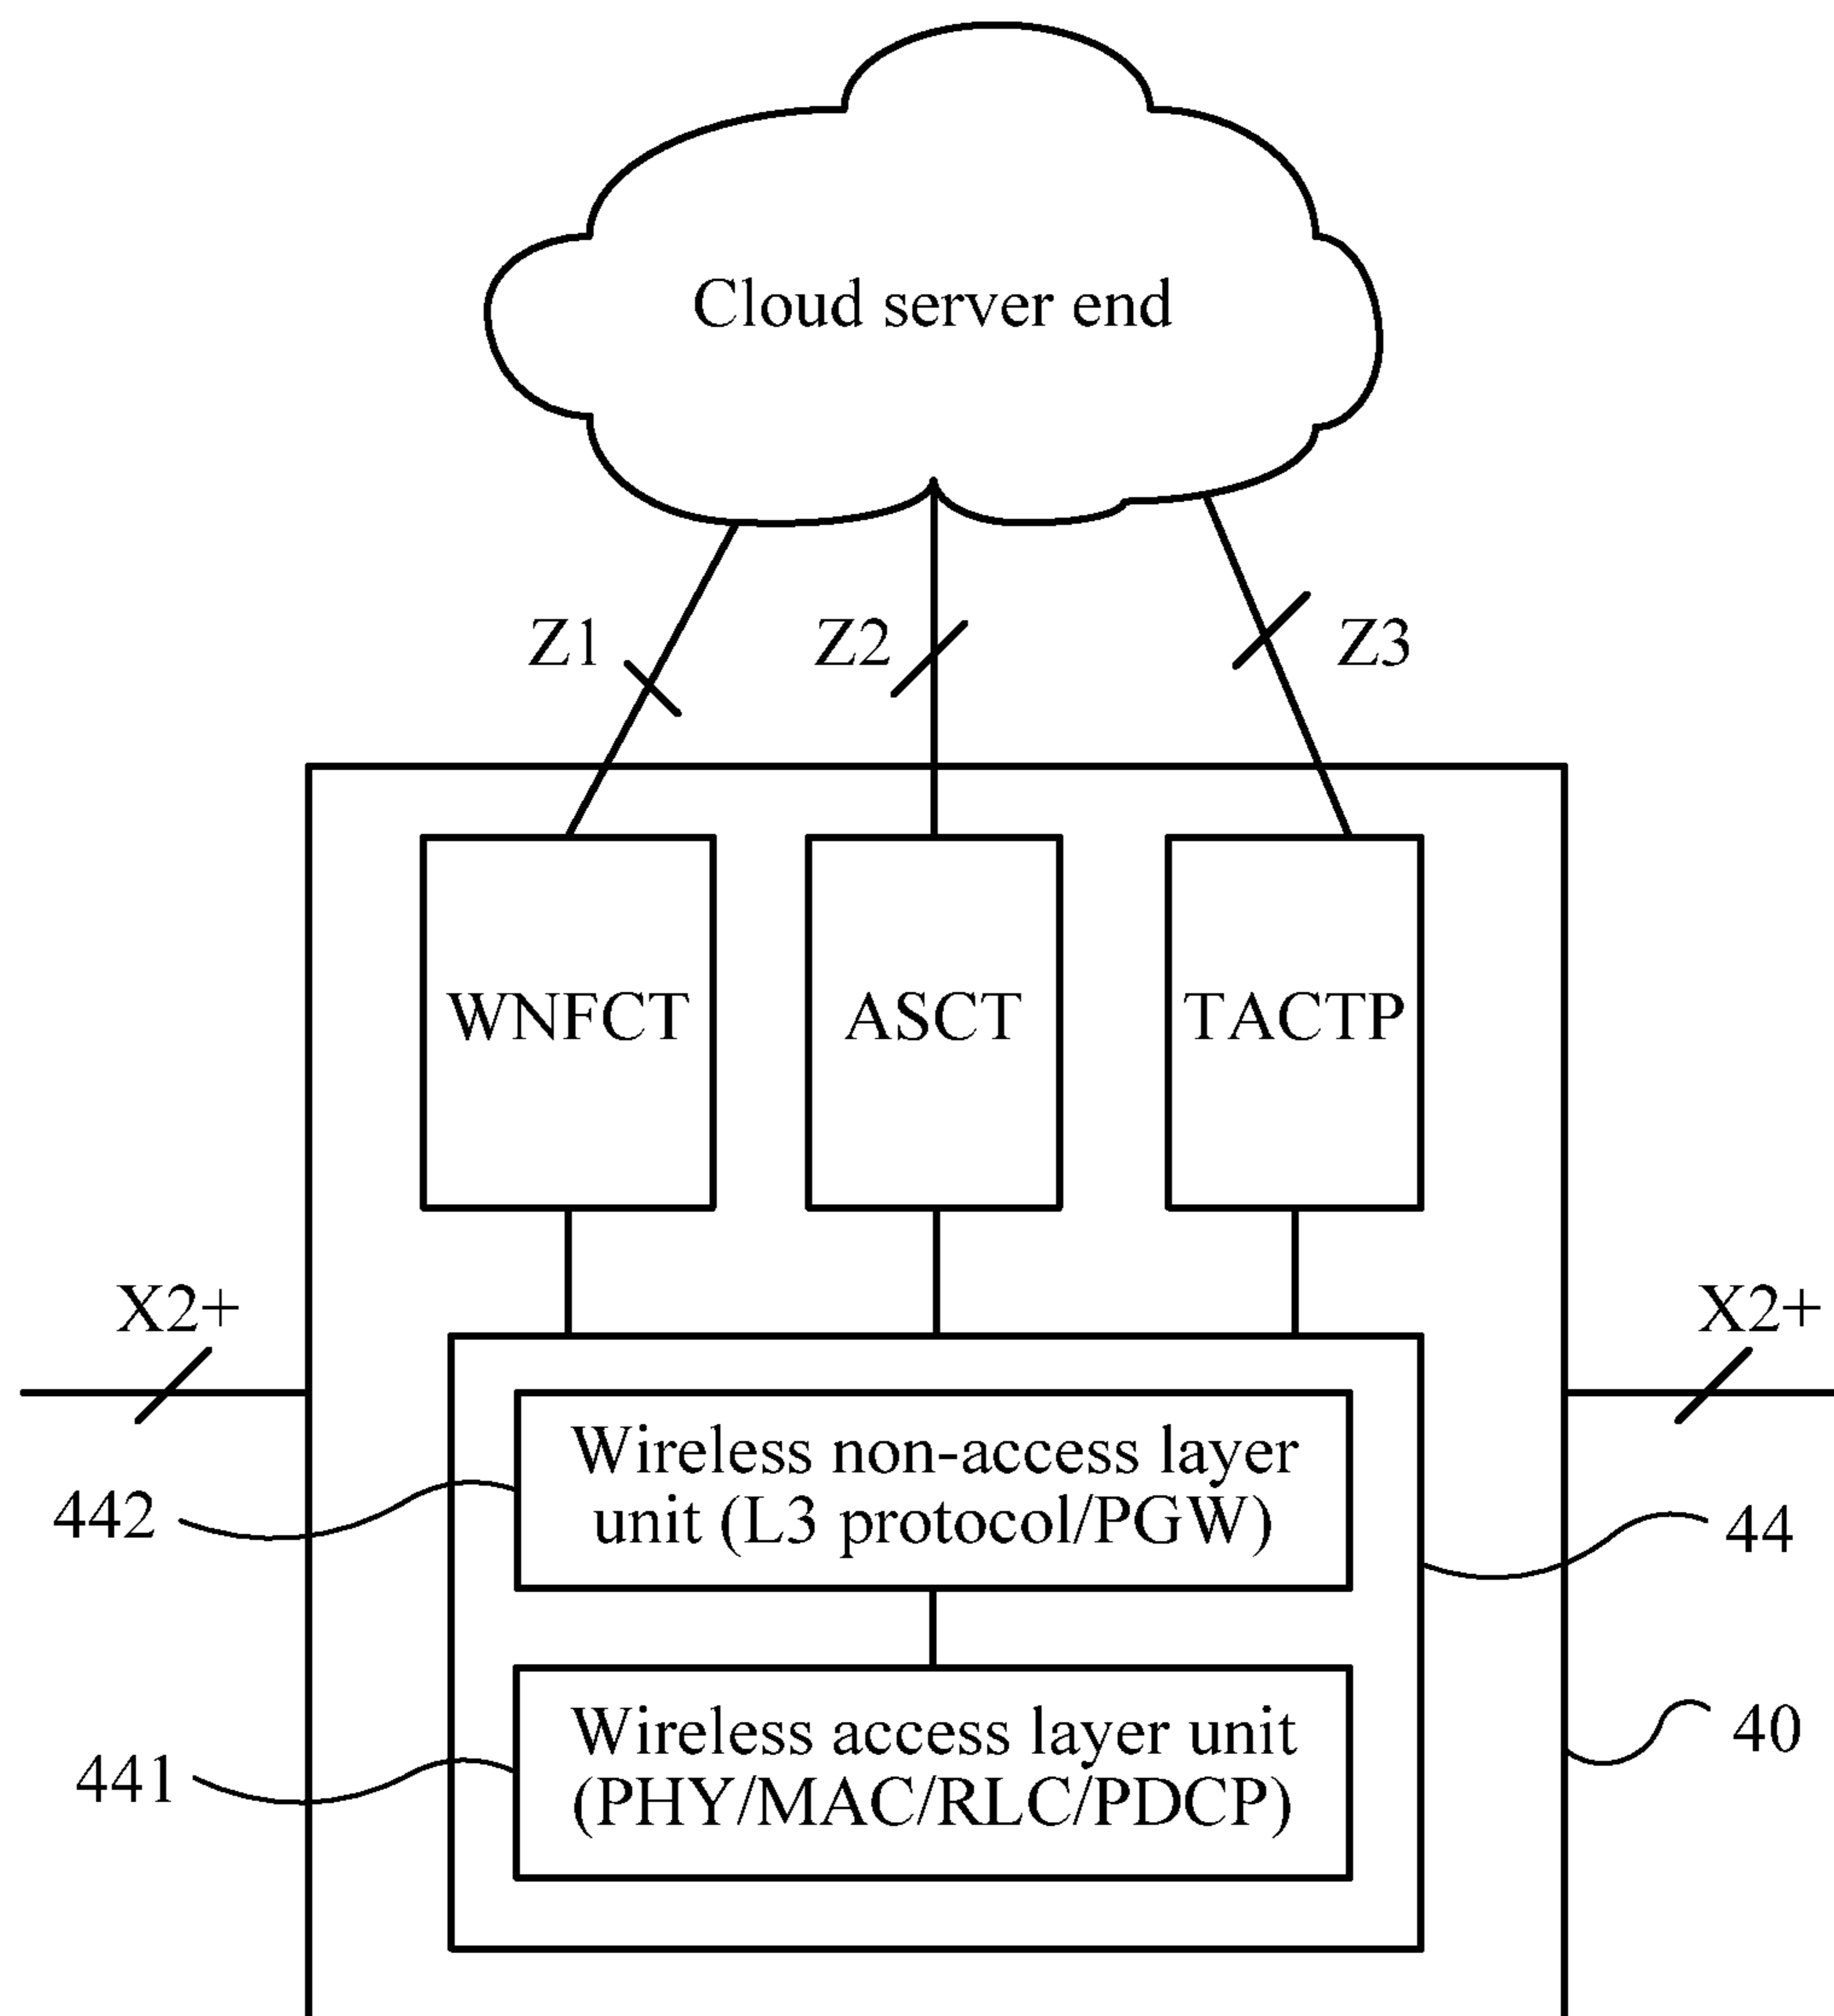 Cloud server end
Z1
Z2
Z3
WNFCT
ASCT
TACTP
X2+
X2+
Wireless non-access layer
unit (L3 protocol/PGW)
442
44
Wireless access layer unit
(PHY/MAC/RLC/PDCP)
441
40